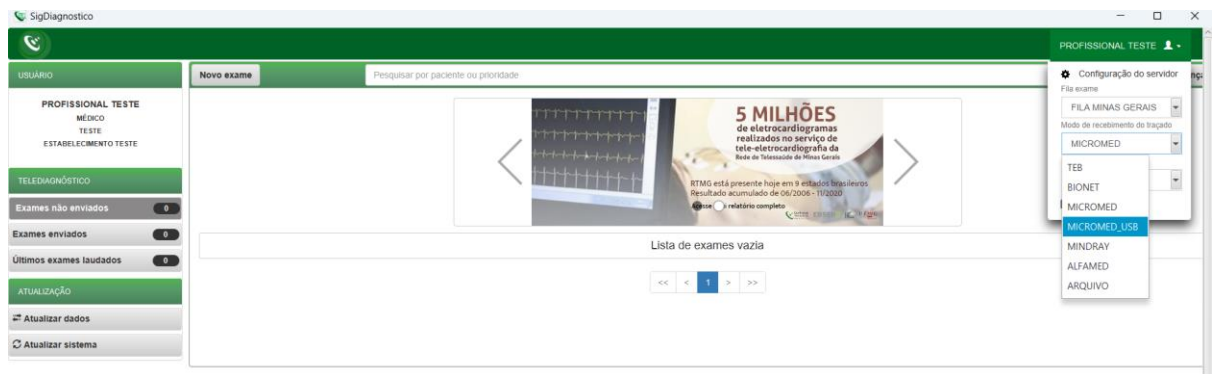 SigDiagnostico
PROFISSIONAL TESTE
USUÁRIO
PROFISSIONAL TESTE
MÉDICO
TESTE
ESTABELECIMENTO TESTE
TELEDIAGNÓSTICO
Exames não enviados 0
Exames enviados 0
Últimos exames laudados 0
ATUALIZAÇÃO
Atualizar dados
Atualizar sistema
Novo exame
Pesquisar por paciente ou prioridade
5 MILHÕES
de eletrocardiogramas
realizados no serviço de
tele-eletrocardiografia da
Rede de Telessaúde de Minas Gerais
RTMG está presente hoje em 9 estados brasileiros
Resultado acumulado de 06/2006 - 11/2020
relatório completo
Lista de exames vazia
<< < 1 > >>
Configuração do servidor
Fila exame
FILA MINAS GERAIS
Modo de recebimento do traçado
MICROMED
TEB
BIONET
MICROMED
MICROMED_USB
MINDRAY
ALFAMED
ARQUIVO